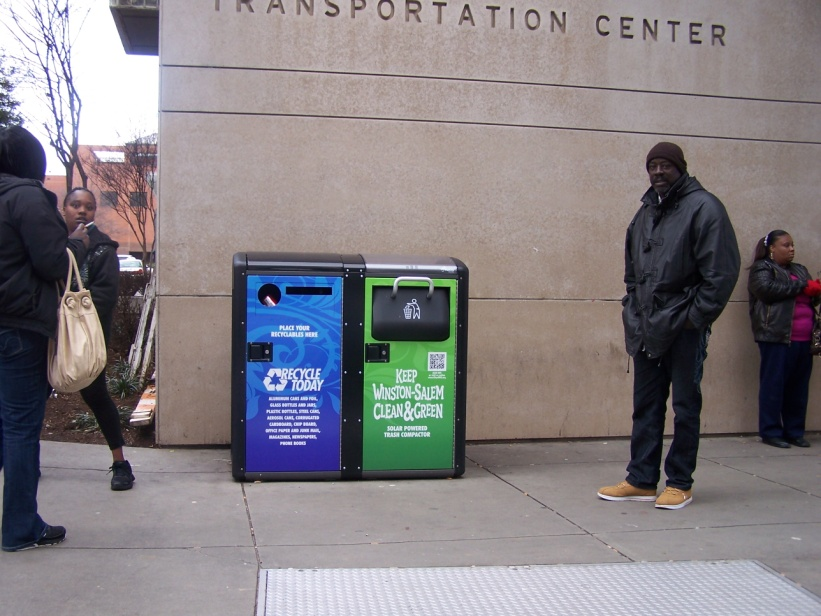 TRANSPORTATION CENTER
PLACE YOUR
RECYCLABLES HERE
RECYCLE
TODAY
ALUMINUM CANS AND FOIL,
GLASS BOTTLES AND JARS,
PLASTIC BOTTLES, STEEL CANS,
AEROSOL CANS, CORRUGATED
CARDBOARD, CHIP BOARD,
OFFICE PAPER AND JUNK MAIL,
MAGAZINES, NEWSPAPERS,
PHONE BOOKS
KEEP
WINSTON-SALEM
CLEAN & GREEN
SOLAR POWERED
TRASH COMPACTOR